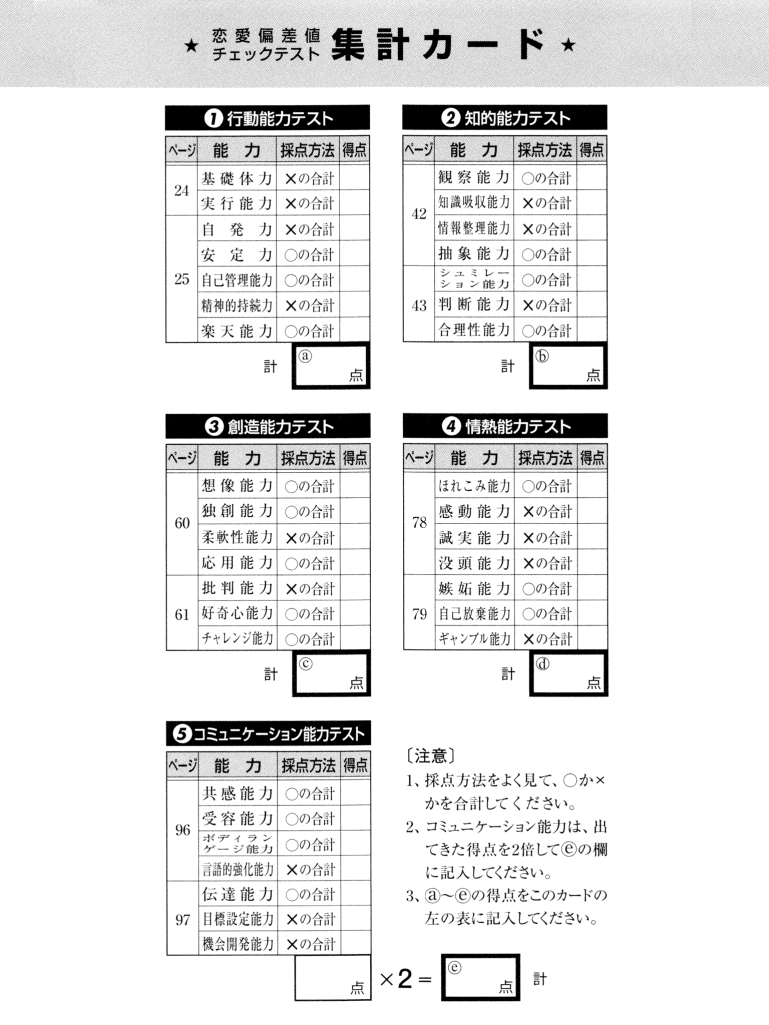 ★ 恋愛偏差値チェックテスト 集計カード ★
❶行動能力テスト
ページ 能力 採点方法 得点
24 基礎体力 ×の合計
実行能力 ×の合計
25 自発力 ×の合計
安定力 ○の合計
自己管理能力 ○の合計
精神的持続力 ×の合計
楽天能力 ○の合計
計 ⓐ 点
❷知的能力テスト
ページ 能力 採点方法 得点
42 観察能力 ○の合計
知識吸収能力 ×の合計
情報整理能力 ×の合計
抽象能力 ○の合計
43 シュミレーション能力 ○の合計
判断能力 ×の合計
合理性能力 ○の合計
計 ⓑ 点
❸創造能力テスト
ページ 能力 採点方法 得点
60 想像能力 ○の合計
独創能力 ○の合計
柔軟性能力 ×の合計
応用能力 ○の合計
61 批判能力 ×の合計
好奇心能力 ○の合計
チャレンジ能力 ○の合計
計 ⓒ 点
❹情熱能力テスト
ページ 能力 採点方法 得点
78 ほれこみ能力 ○の合計
感動能力 ×の合計
誠実能力 ×の合計
没頭能力 ×の合計
79 嫉妬能力 ○の合計
自己放棄能力 ○の合計
ギャンブル能力 ×の合計
計 ⓓ 点
❺コミュニケーション能力テスト
ページ 能力 採点方法 得点
96 共感能力 ○の合計
受容能力 ○の合計
ボディランゲージ能力 ○の合計
言語的強化能力 ×の合計
97 伝達能力 ○の合計
目標設定能力 ×の合計
機会開発能力 ×の合計
点 ×2= ⓔ 点 計
〔注意〕
1、採点方法をよく見て、○か×
かを合計してください。
2、コミュニケーション能力は、出
てきた得点を2倍してⓔの欄
に記入してください。
3、ⓐ〜ⓔの得点をこのカードの
左の表に記入してください。